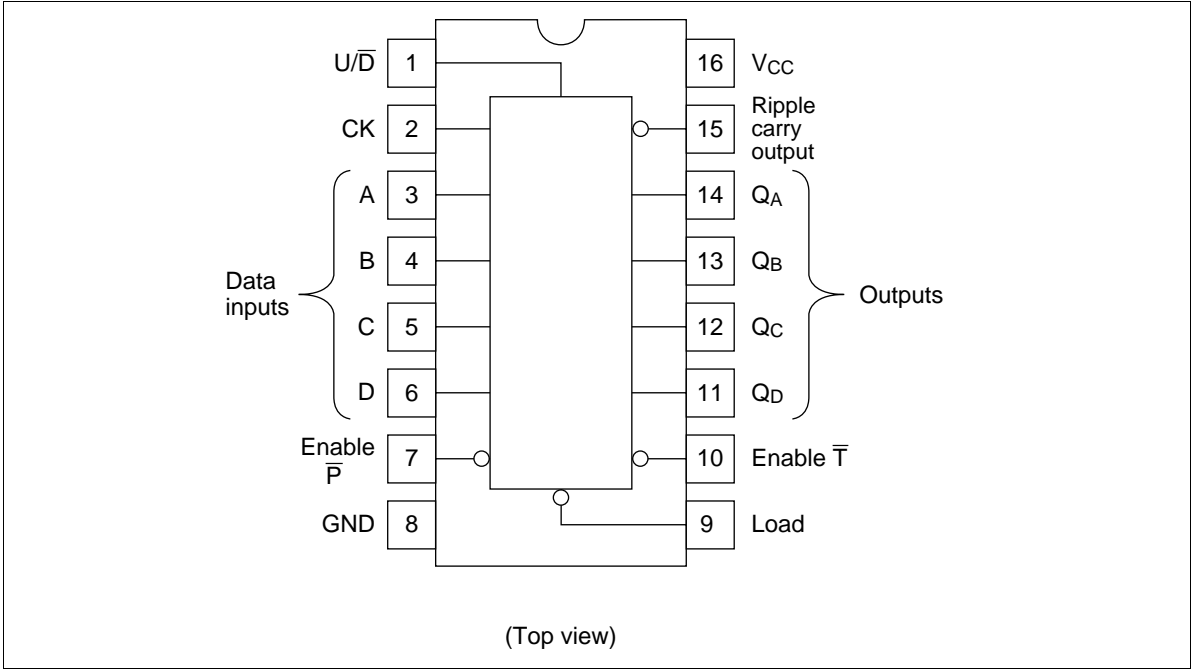 U/D̅ 1
CK 2
A 3
B 4
C 5
D 6
Data
inputs
Enable
P̅ 7
GND 8
16 VCC
15 Ripple
carry
output
14 QA
13 QB
12 QC
11 QD
Outputs
10 Enable T̅
9 Load
(Top view)